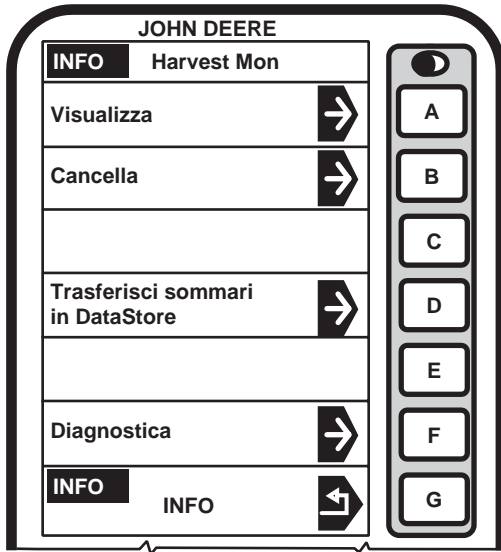 JOHN DEERE
INFO Harvest Mon
Visualizza
A
Cancella
B
C
Trasferisci sommari
in DataStore
D
E
Diagnostica
F
INFO
INFO
G